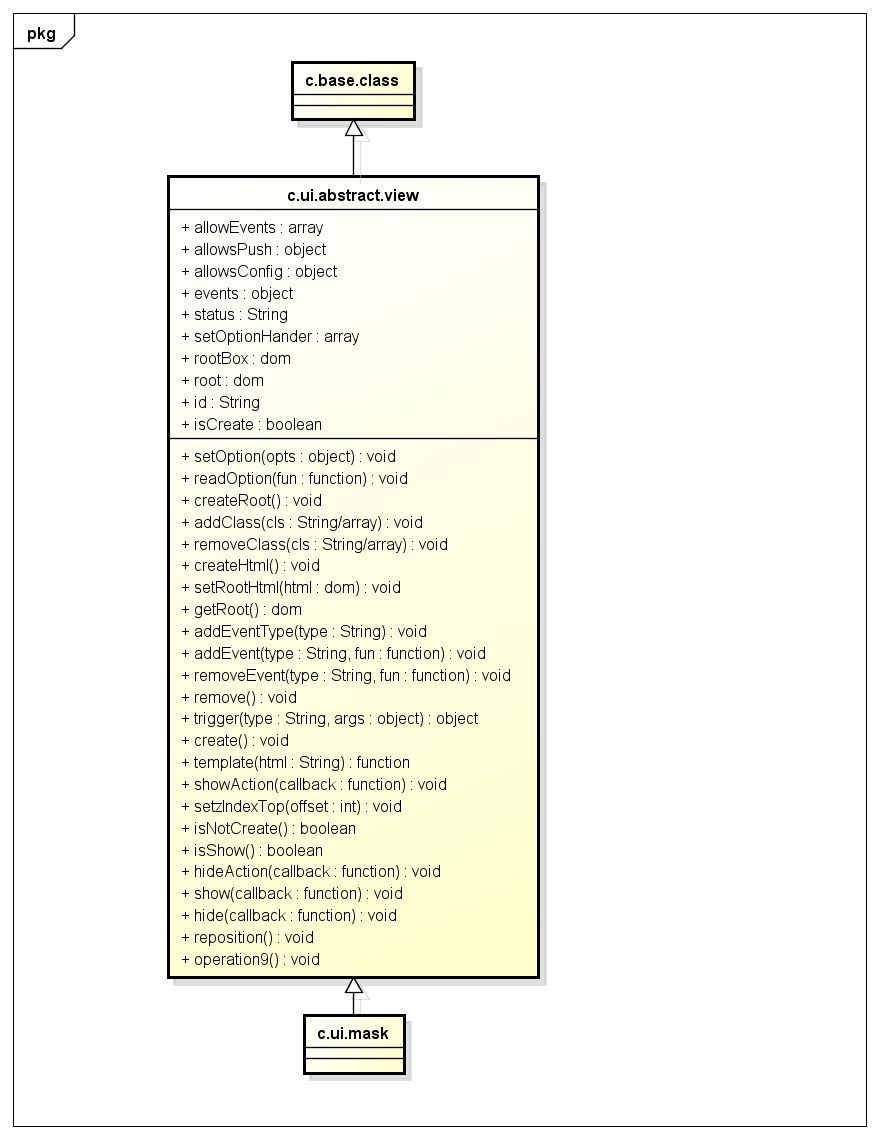 pkg
c.base.class
c.ui.abstract.view
+ allowEvents : array
+ allowsPush : object
+ allowsConfig : object
+ events : object
+ status : String
+ setOptionHander : array
+ rootBox : dom
+ root : dom
+ id : String
+ isCreate : boolean
+ setOption(opts : object) : void
+ readOption(fun : function) : void
+ createRoot() : void
+ addClass(cls : String/array) : void
+ removeClass(cls : String/array) : void
+ createHtml() : void
+ setRootHtml(html : dom) : void
+ getRoot() : dom
+ addEventType(type : String) : void
+ addEvent(type : String, fun : function) : void
+ removeEvent(type : String, fun : function) : void
+ remove() : void
+ trigger(type : String, args : object) : object
+ create() : void
+ template(html : String) : function
+ showAction(callback : function) : void
+ setzIndexTop(offset : int) : void
+ isNotCreate() : boolean
+ isShow() : boolean
+ hideAction(callback : function) : void
+ show(callback : function) : void
+ hide(callback : function) : void
+ reposition() : void
+ operation9() : void
c.ui.mask